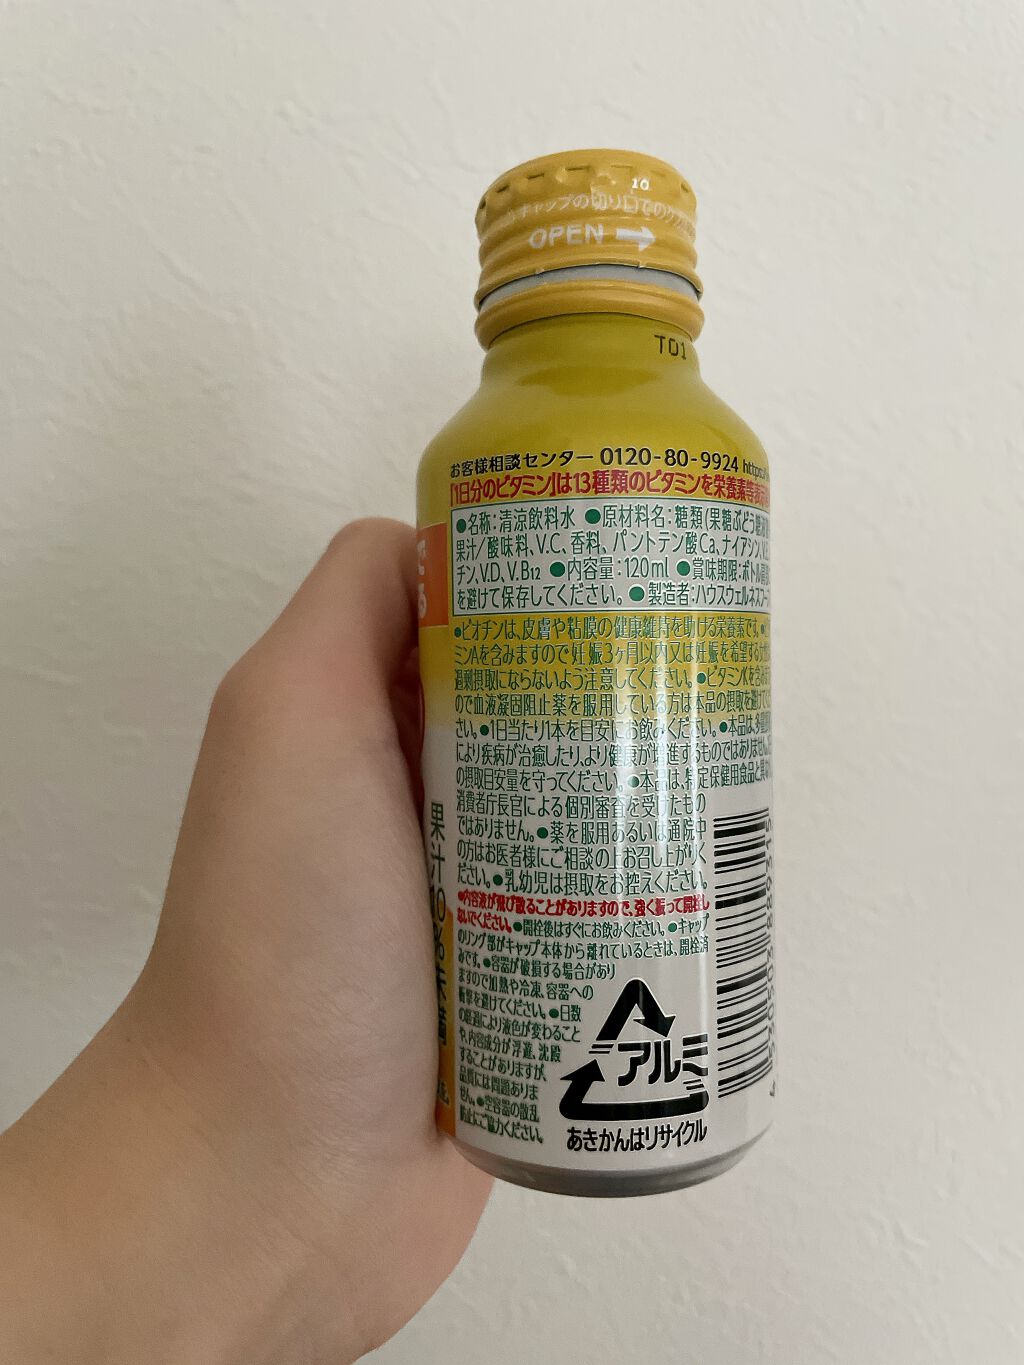 10
キャップの切り口での
OPEN →
T01
お客様相談センター 0120-80-9924 https:/
「1日分のビタミン」は13種類のビタミンを栄養素等表示
●名称:清涼飲料水 ●原材料名:糖類(果糖ぶどう糖液
果汁/酸味料、V.C、香料、パントテン酸Ca、ナイアシン、V.E
チン、V.D、V.B12 ●内容量:120ml ●賞味期限:ボトル
を避けて保存してください。 ●製造者:ハウスウェルネスフー
●ビオチンは、皮膚や粘膜の健康維持を助ける栄養素です。
ミンAを含みますので妊娠3ヶ月以内又は妊娠を希望する
過剰摂取にならないよう注意してください。●ビタミンKを含み
ので血液凝固阻止薬を服用している方は本品の摂取を避けてく
さい。●1日当たり1本を目安にお飲みください。●本品は、多量
により疾病が治癒したり、より健康が増進するものではありません。
の摂取目安量を守ってください。●本品は、特定保健用食品と異
消費者庁長官による個別審査を受けたもの
ではありません。●薬を服用あるいは通院中
の方はお医者様にご相談の上お召し上がりく
ださい。●乳幼児は摂取をお控えください。
●内容液が飛び散ることがありますので、強く振って開栓し
ないでください。●開栓後はすぐにお飲みください。●キャップ
のリング部がキャップ本体から離れているときは、開栓済
みです。●容器が破損する場合があり
ますので加熱や冷凍、容器への
衝撃を避けてください。●日数
の経過により液色が変わること
や、内容成分が浮遊、沈殿
することがありますが、
品質には問題ありま
せん。●空容器の散乱
防止にご協力ください。
アルミ
あきかんはリサイクル
果汁10%未満